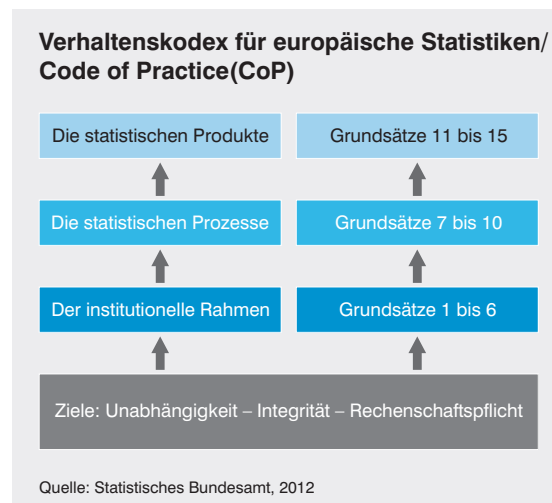 Verhaltenskodex für europäische Statistiken/
Code of Practice(CoP)
Die statistischen Produkte
Grundsätze 11 bis 15
Die statistischen Prozesse
Grundsätze 7 bis 10
Der institutionelle Rahmen
Grundsätze 1 bis 6
Ziele: Unabhängigkeit – Integrität – Rechenschaftspflicht
Quelle: Statistisches Bundesamt, 2012